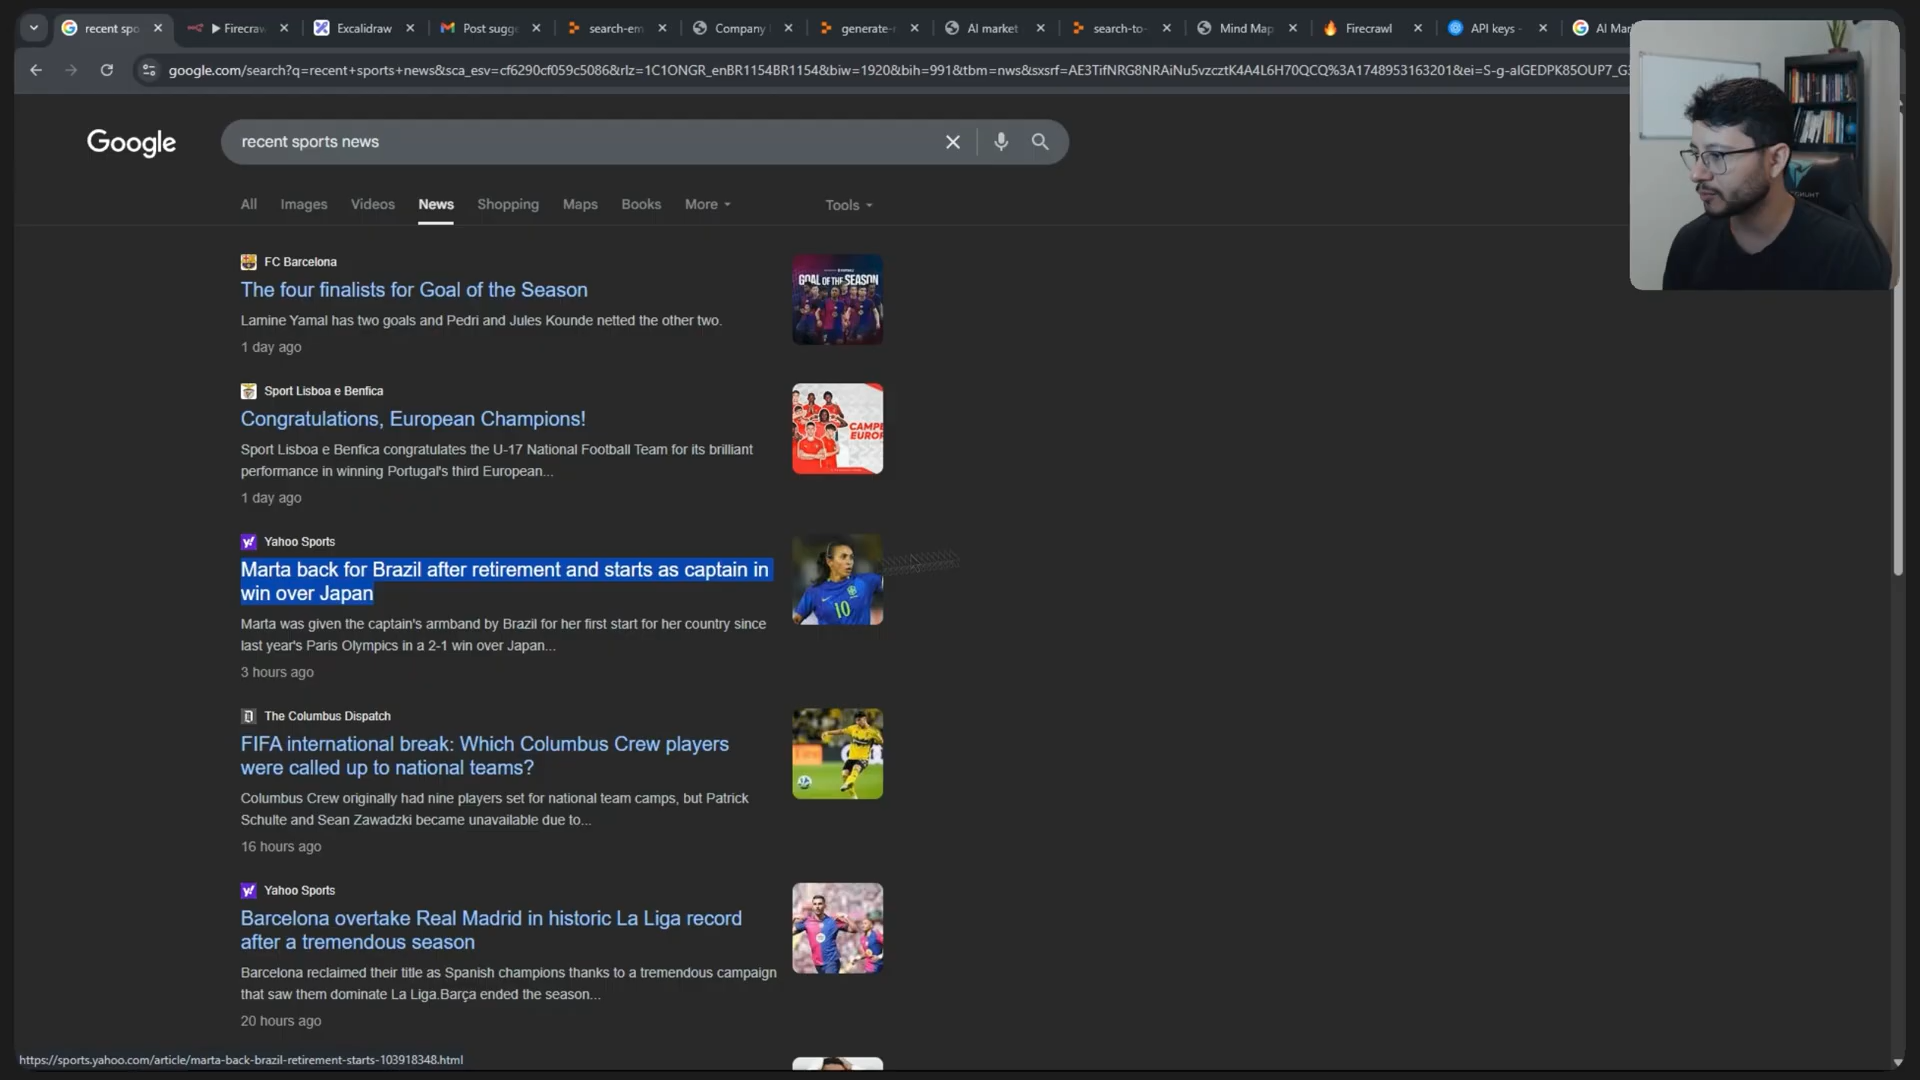 recent spo
Firecraw
Excalidraw
Post sugge
search-em
Company
generate-
AI market
search-to-
Mind Map
Firecrawl
API keys -
AI Mar
google.com/search?q=recent+sports+news&sca_esv=cf6290cf059c5086&rlz=1C1ONGR_enBR1154BR1154&biw=1920&bih=991&tbm=nws&sxsrf=AE3TifNRG8NRAiNu5vzcztK4A4L6H70QCQ%3A1748953163201&ei=S-g-aIGEDPK85OUP7_G
Google
recent sports news
All Images Videos News Shopping Maps Books More Tools
FC Barcelona
The four finalists for Goal of the Season
Lamine Yamal has two goals and Pedri and Jules Kounde netted the other two.
1 day ago
GOAL OF THE SEASON
Sport Lisboa e Benfica
Congratulations, European Champions!
Sport Lisboa e Benfica congratulates the U-17 National Football Team for its brilliant
performance in winning Portugal's third European...
1 day ago
CAMPE
EUROP
Yahoo Sports
Marta back for Brazil after retirement and starts as captain in
win over Japan
Marta was given the captain's armband by Brazil for her first start for her country since
last year's Paris Olympics in a 2-1 win over Japan...
3 hours ago
10
The Columbus Dispatch
FIFA international break: Which Columbus Crew players
were called up to national teams?
Columbus Crew originally had nine players set for national team camps, but Patrick
Schulte and Sean Zawadzki became unavailable due to...
16 hours ago
Yahoo Sports
Barcelona overtake Real Madrid in historic La Liga record
after a tremendous season
Barcelona reclaimed their title as Spanish champions thanks to a tremendous campaign
that saw them dominate La Liga.Barça ended the season...
20 hours ago
https://sports.yahoo.com/article/marta-back-brazil-retirement-starts-103918348.html